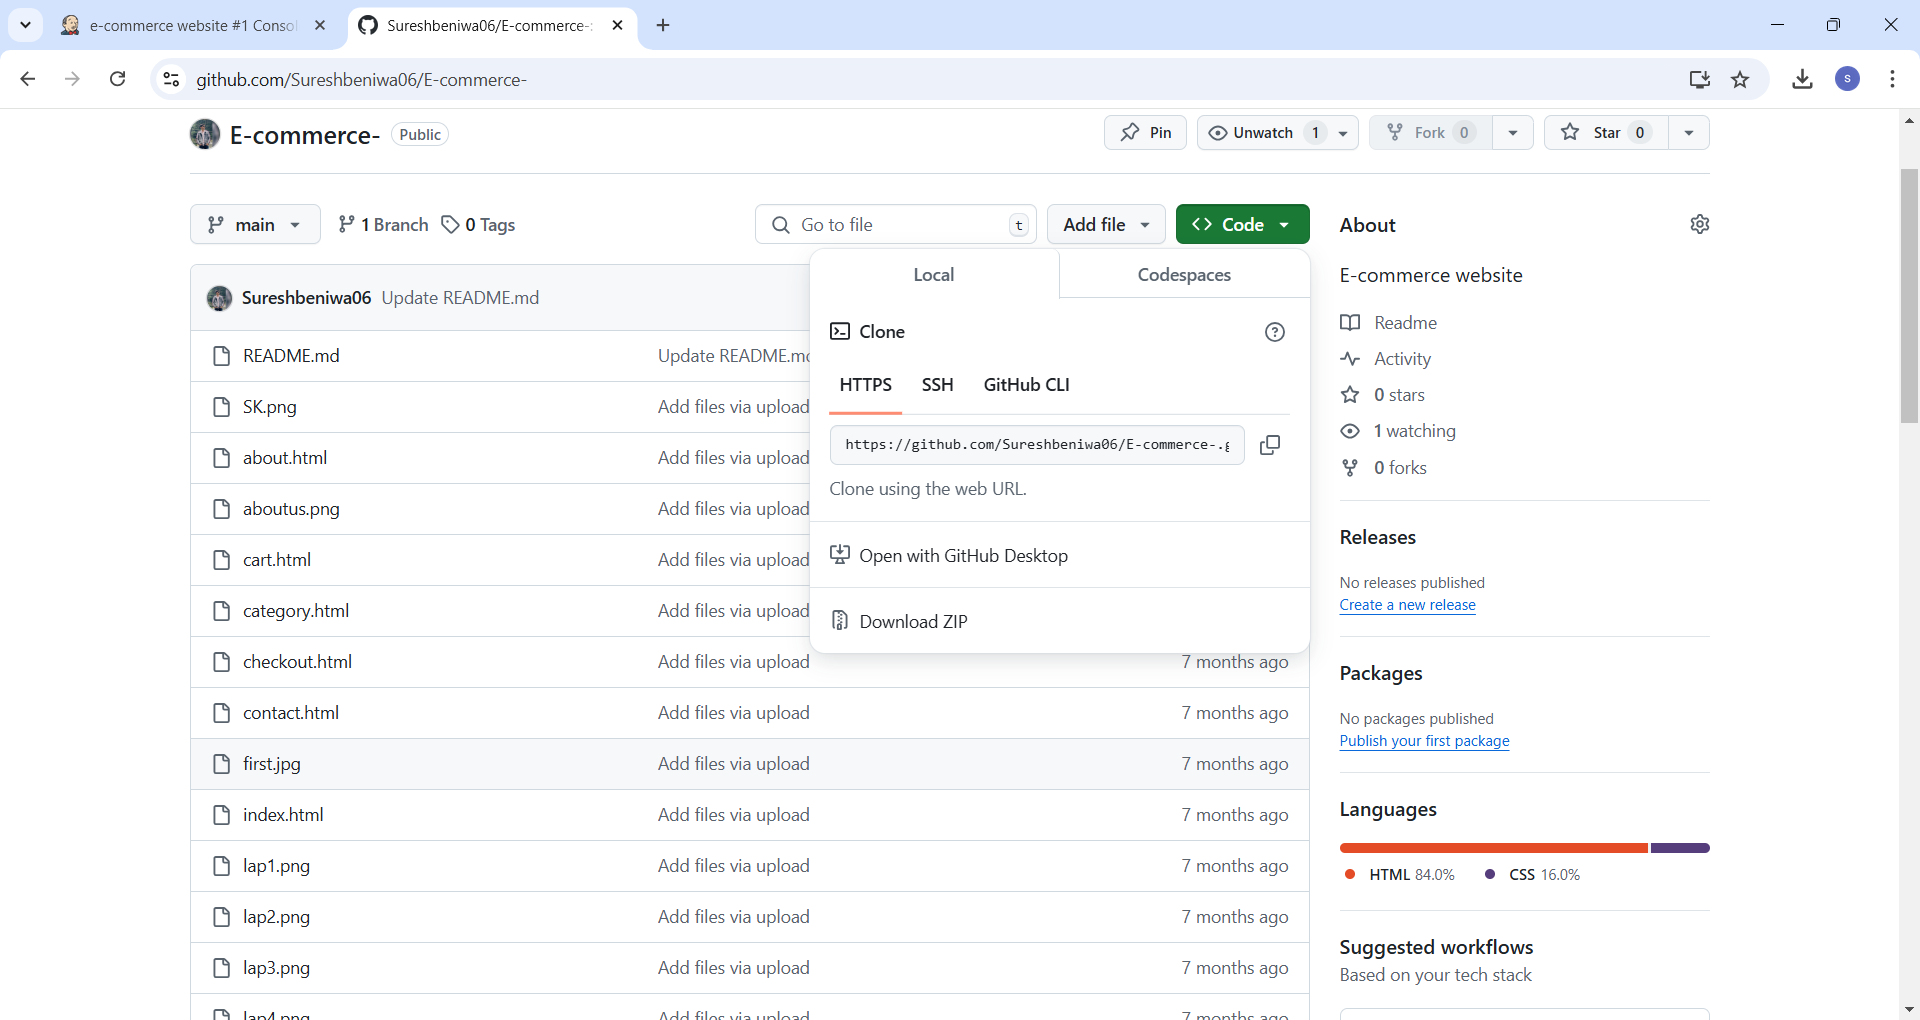 e-commerce website #1 Conso
Sureshbeniwa06/E-commerce-:
github.com/Sureshbeniwa06/E-commerce-
S
E-commerce-
Public
Pin
Unwatch 1
Fork 0
Star 0
main
1 Branch
0 Tags
Go to file
t
Add file
Code
Local
Codespaces
Clone
HTTPS
SSH
GitHub CLI
https://github.com/Sureshbeniwa06/E-commerce-.g
Clone using the web URL.
Open with GitHub Desktop
Download ZIP
Sureshbeniwa06 Update README.md
README.md Update README.md
SK.png Add files via upload
about.html Add files via upload
aboutus.png Add files via upload
cart.html Add files via upload
category.html Add files via upload
checkout.html Add files via upload 7 months ago
contact.html Add files via upload 7 months ago
first.jpg Add files via upload 7 months ago
index.html Add files via upload 7 months ago
lap1.png Add files via upload 7 months ago
lap2.png Add files via upload 7 months ago
lap3.png Add files via upload 7 months ago
lap4.png Add files via upload 7 months ago
About
E-commerce website
Readme
Activity
0 stars
1 watching
0 forks
Releases
No releases published
Create a new release
Packages
No packages published
Publish your first package
Languages
HTML 84.0% CSS 16.0%
Suggested workflows
Based on your tech stack